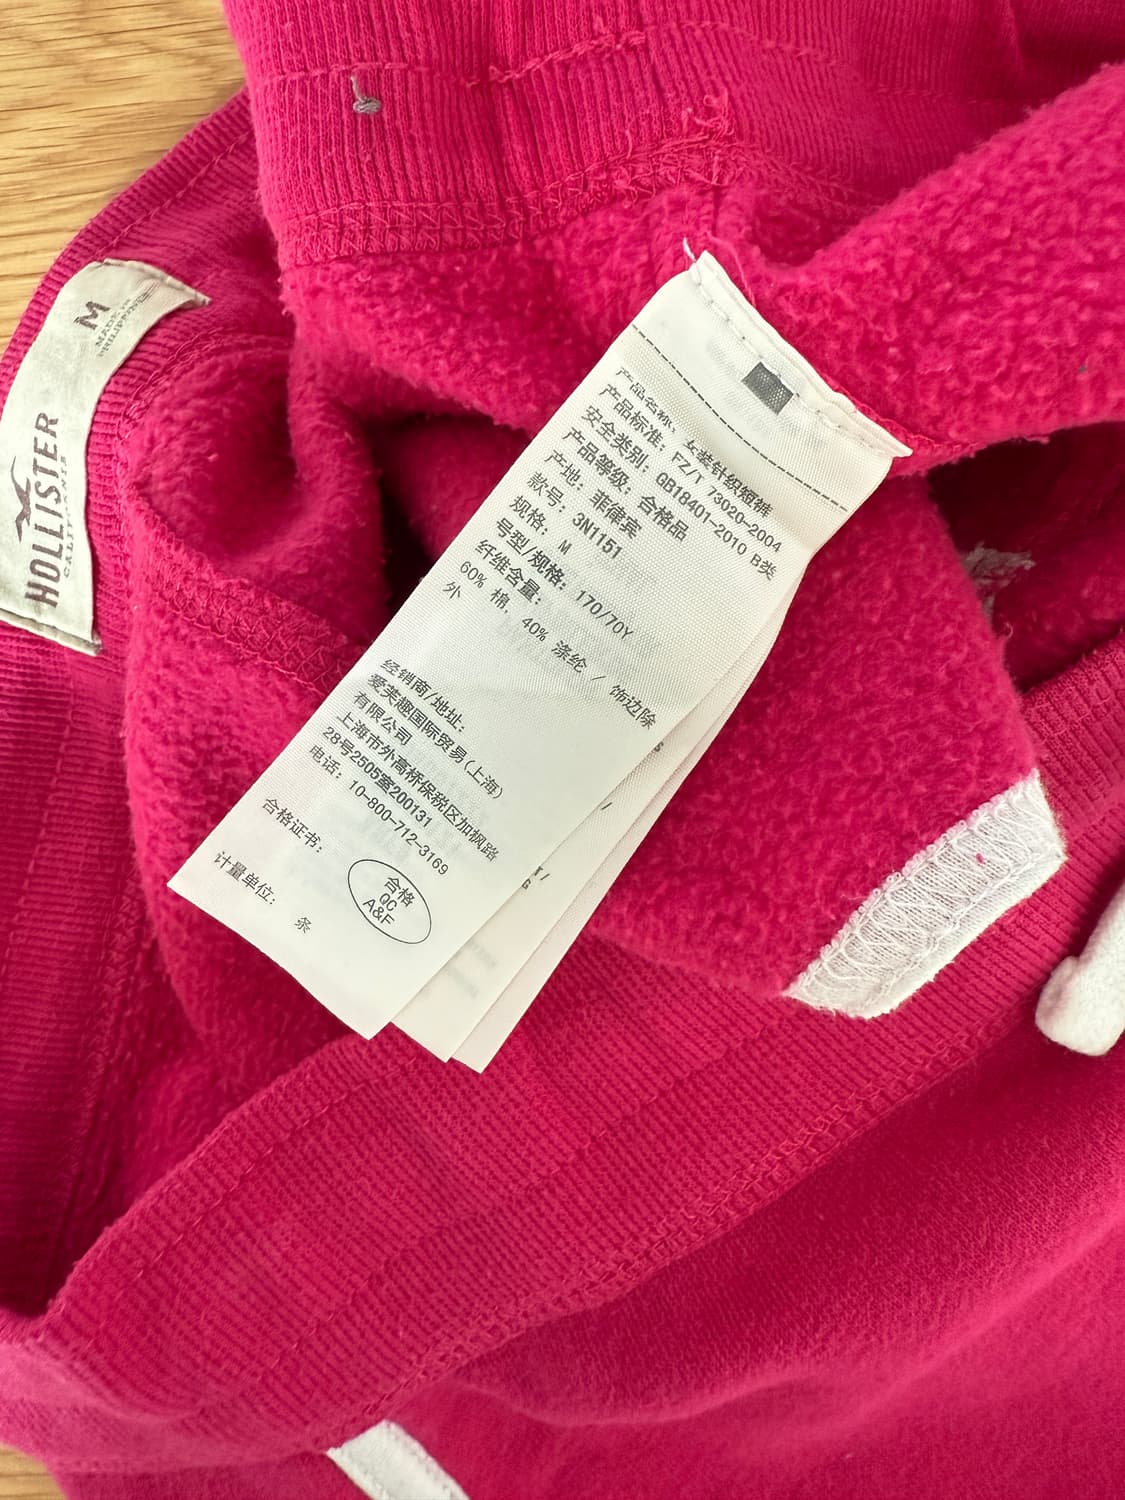 M
MADE IN
PHILIPPINES
HOLLISTER
CALIFORNIA
产品名称: 女装针织短裤
产品标准: FZ/T 73020-2004
安全类别: GB18401-2010 B类
产品等级: 合格品
产地: 菲律宾
款号: 3N1151
规格: M
号型/规格: 170/70Y
纤维含量:
60% 棉, 40% 涤纶 / 饰边除
外
经销商/地址:
爱芙趣国际贸易(上海)
有限公司
上海市外高桥保税区加枫路
28号2505室200131
电话: 10-800-712-3169
合格证书:
合格
QC
A&F
计量单位: 条